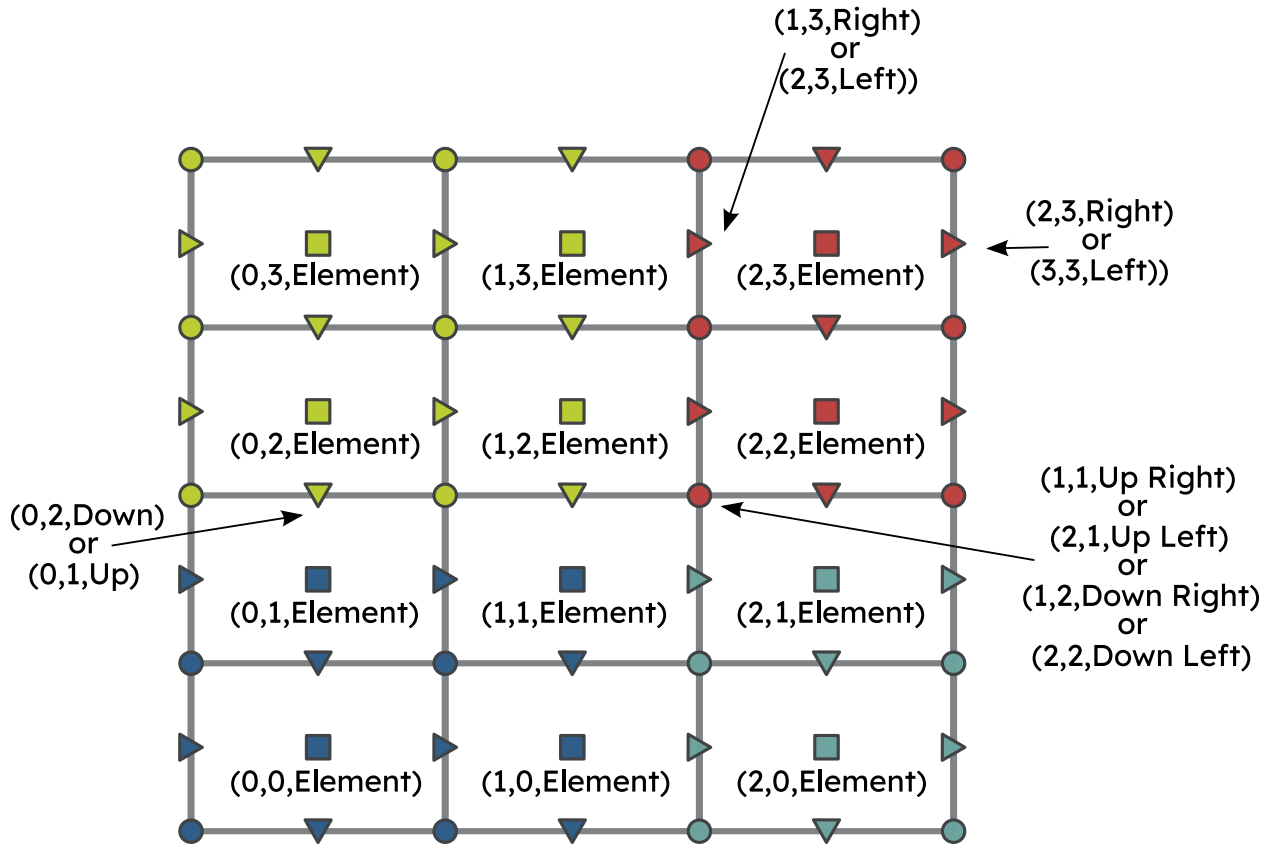 (1,3,Right)
or
(2,3,Left))
(2,3,Right)
or
(3,3,Left))
(0,3,Element)
(1,3,Element)
(2,3,Element)
(0,2,Element)
(1,2,Element)
(2,2,Element)
(0,2,Down)
or
(0,1,Up)
(1,1,Up Right)
or
(2,1,Up Left)
or
(1,2,Down Right)
or
(2,2,Down Left)
(0,1,Element)
(1,1,Element)
(2,1,Element)
(0,0,Element)
(1,0,Element)
(2,0,Element)